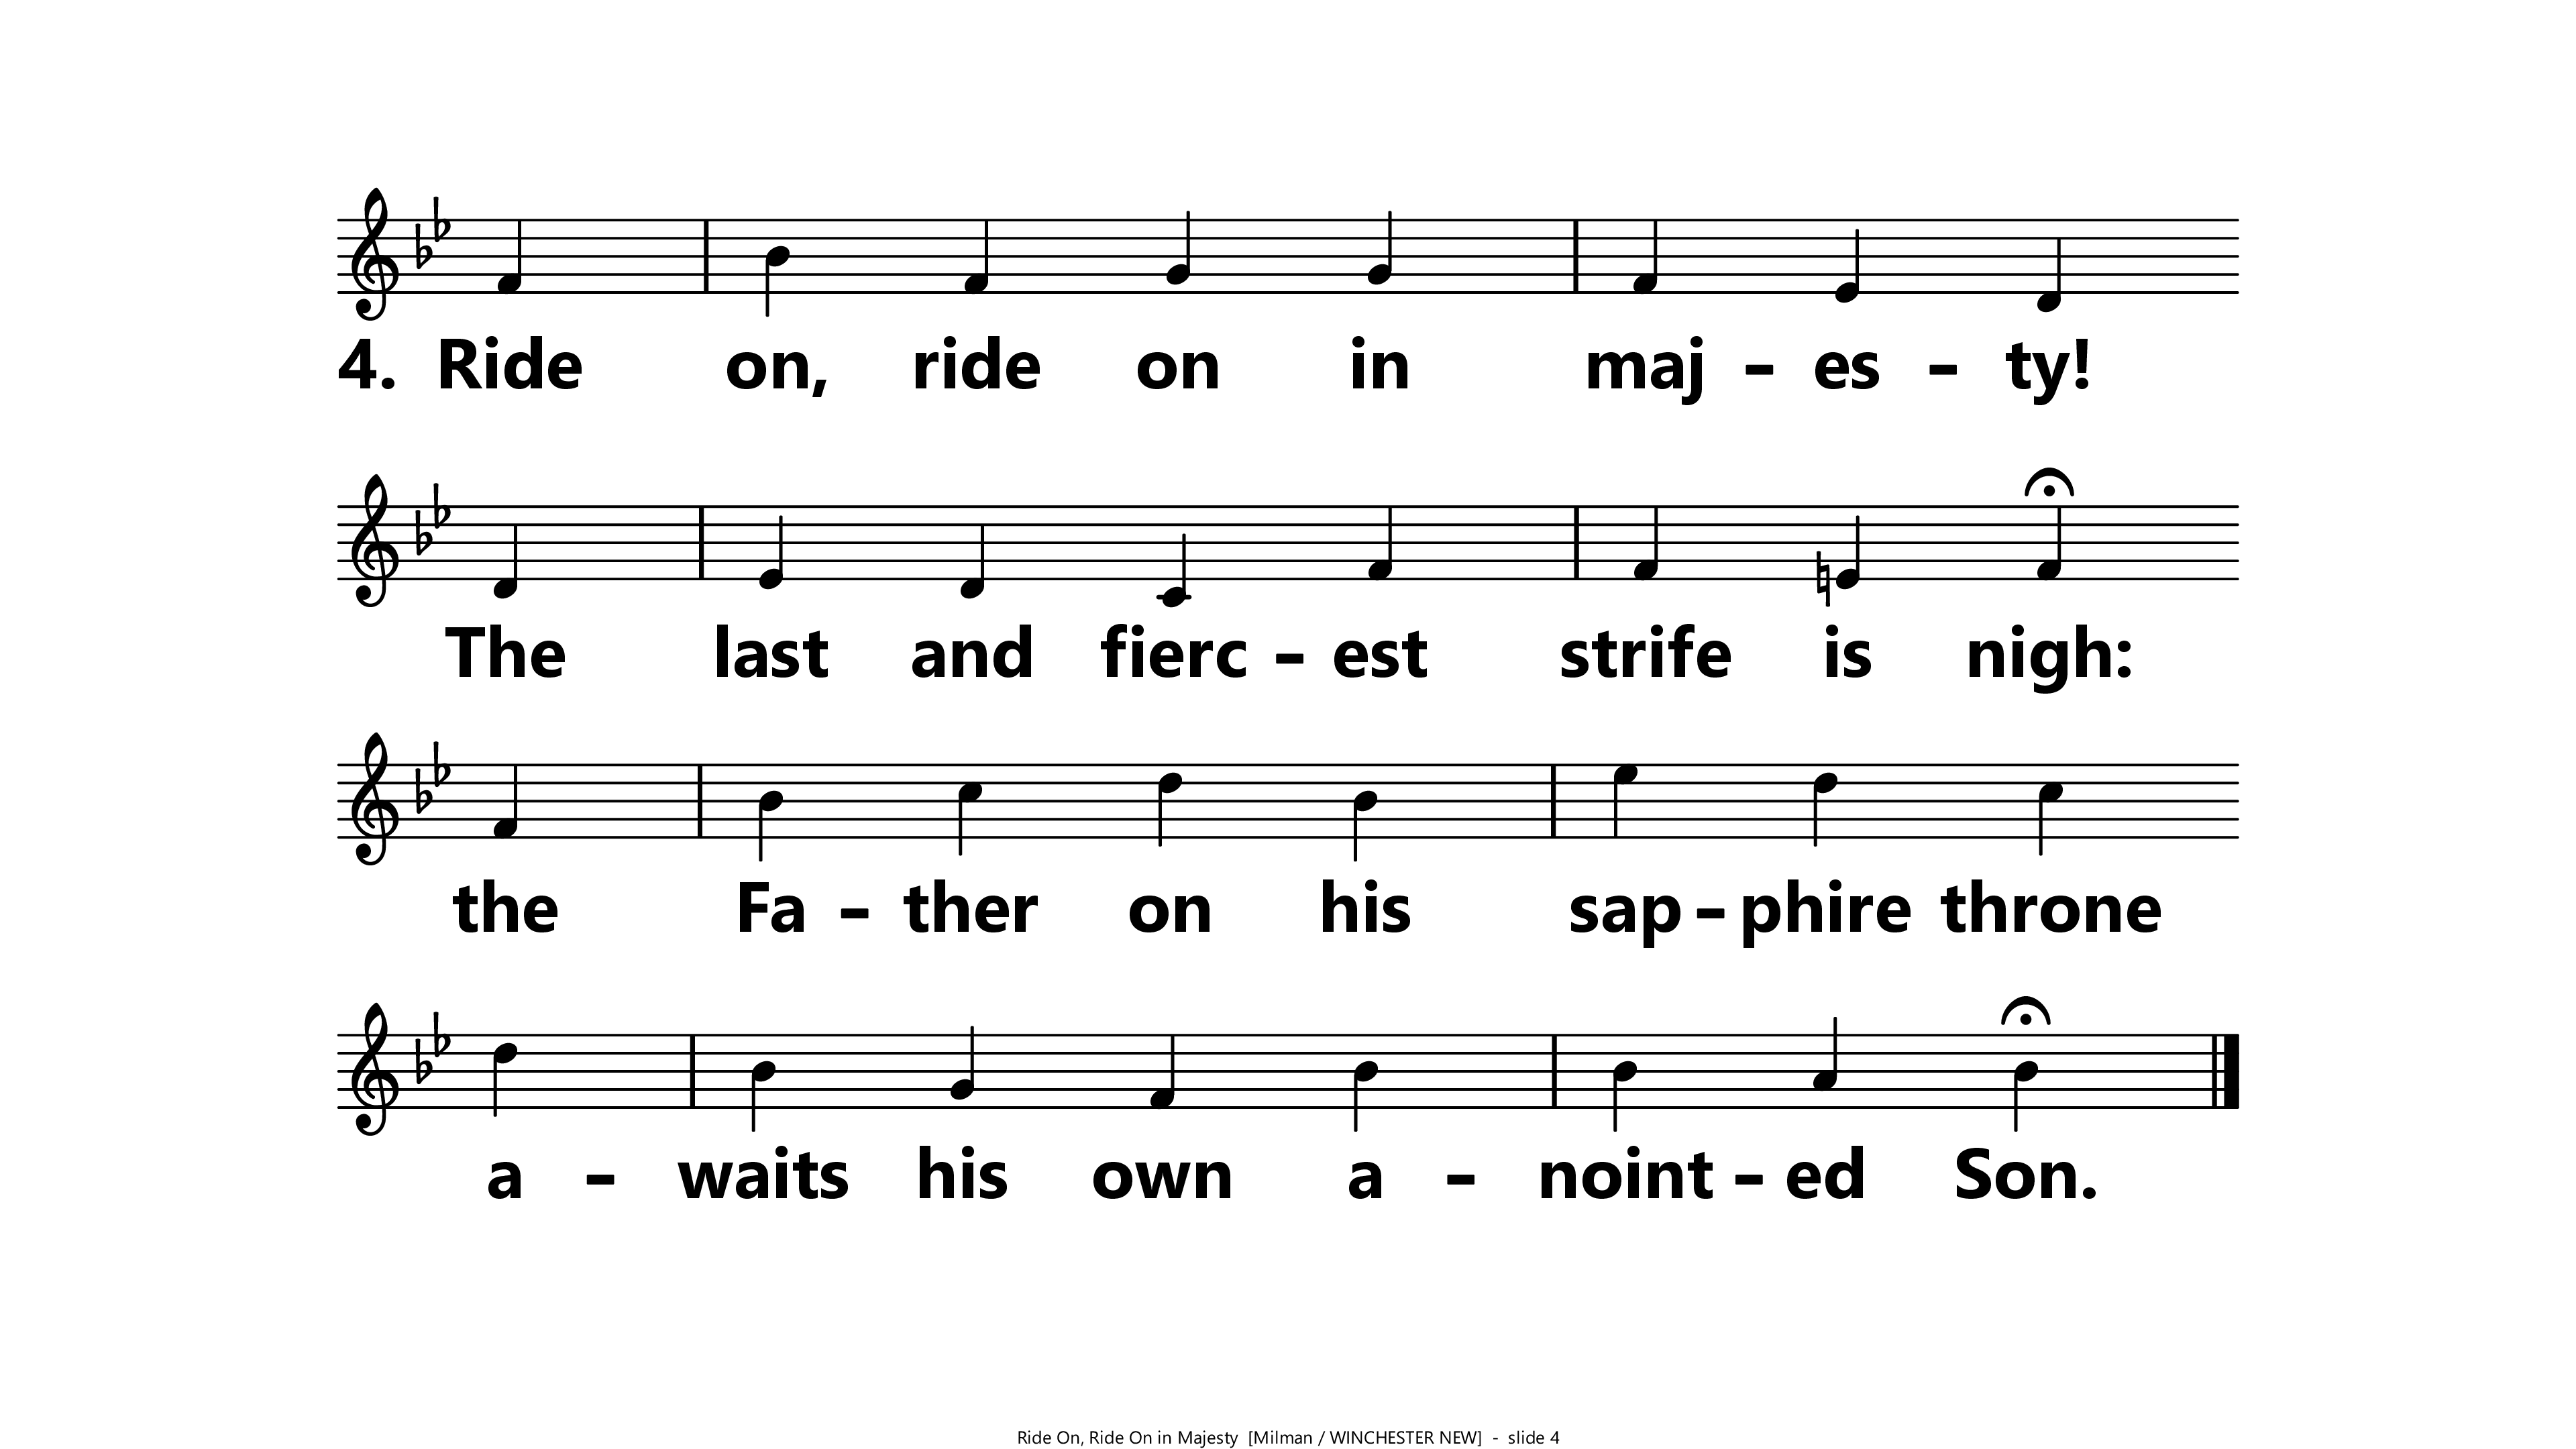 4. Ride on, ride on in maj - es - ty!
The last and fierc - est strife is nigh:
the Fa - ther on his sap - phire throne
a - waits his own a - noint - ed Son.
Ride On, Ride On in Majesty [Milman / WINCHESTER NEW] - slide 4